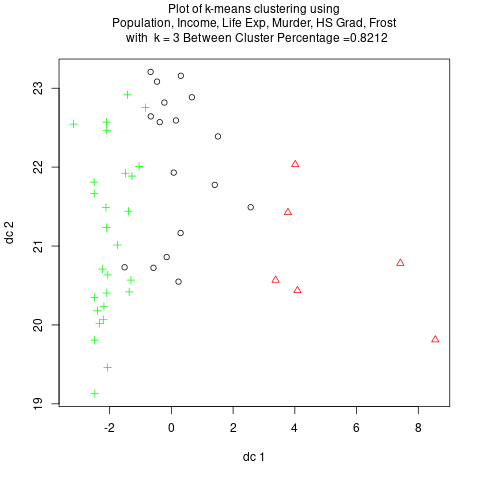 Plot of k-means clustering using
Population, Income, Life Exp, Murder, HS Grad, Frost
with k = 3 Between Cluster Percentage =0.8212
23
22
21
20
19
dc 2
-2 0 2 4 6 8
dc 1